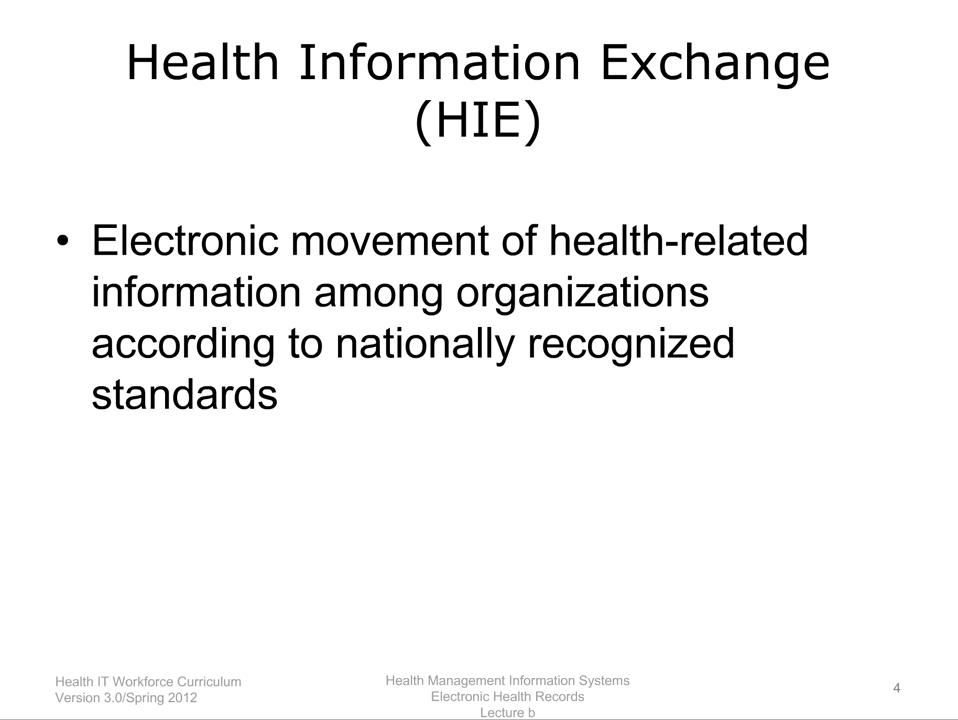 Health Information Exchange
(HIE)
• Electronic movement of health-related
information among organizations
according to nationally recognized
standards
Health IT Workforce Curriculum
Version 3.0/Spring 2012
Health Management Information Systems
Electronic Health Records
Lecture b
4